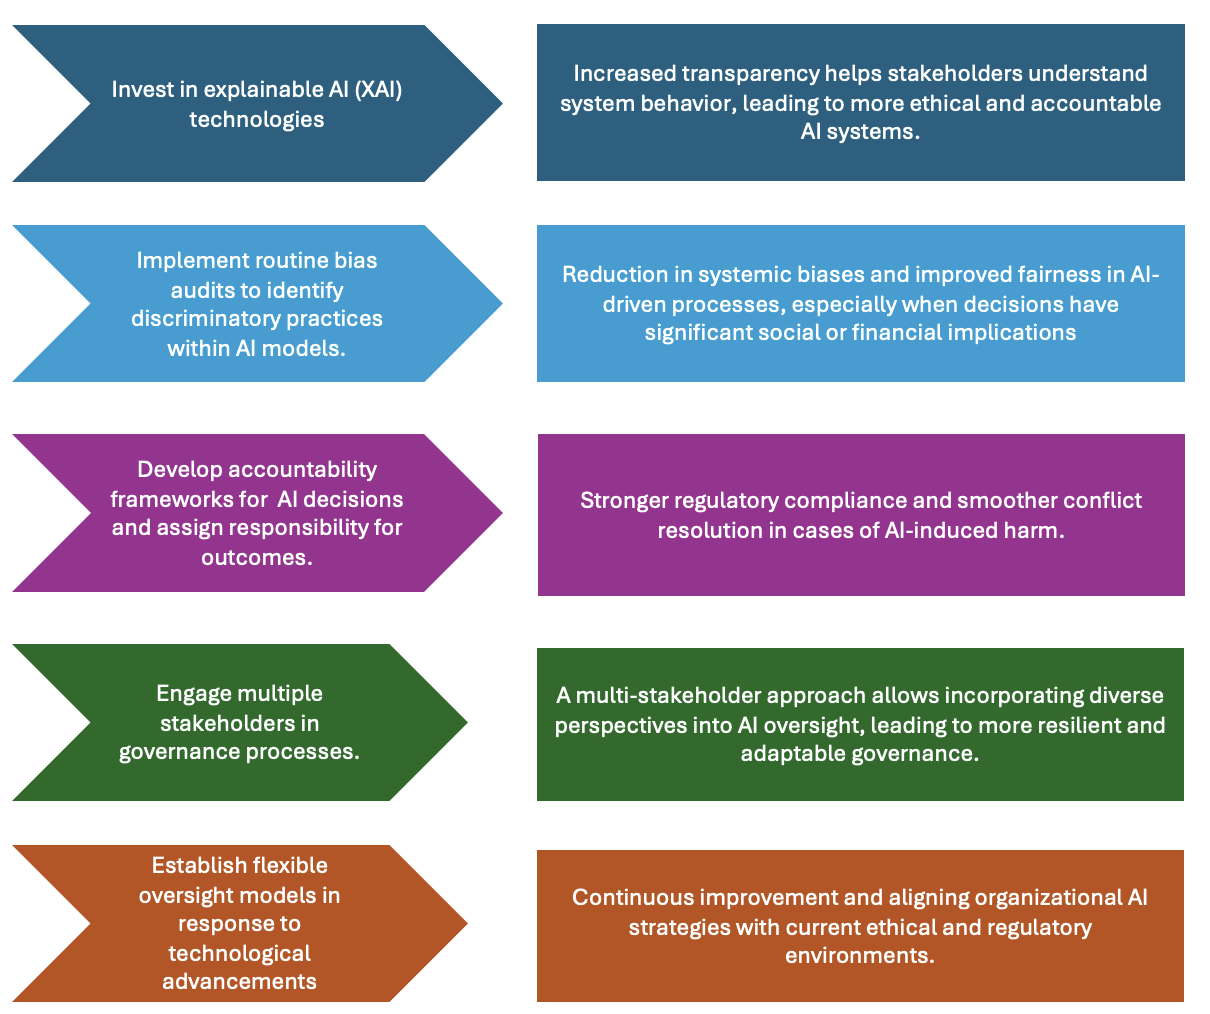 Invest in explainable AI (XAI)
technologies
Increased transparency helps stakeholders understand
system behavior, leading to more ethical and accountable
AI systems.
Implement routine bias
audits to identify
discriminatory practices
within AI models.
Reduction in systemic biases and improved fairness in AI-
driven processes, especially when decisions have
significant social or financial implications
Develop accountability
frameworks for  AI decisions
and assign responsibility for
outcomes.
Stronger regulatory compliance and smoother conflict
resolution in cases of AI-induced harm.
Engage multiple
stakeholders in
governance processes.
A multi-stakeholder approach allows incorporating diverse
perspectives into AI oversight, leading to more resilient and
adaptable governance.
Establish flexible
oversight models in
response to
technological
advancements
Continuous improvement and aligning organizational AI
strategies with current ethical and regulatory
environments.